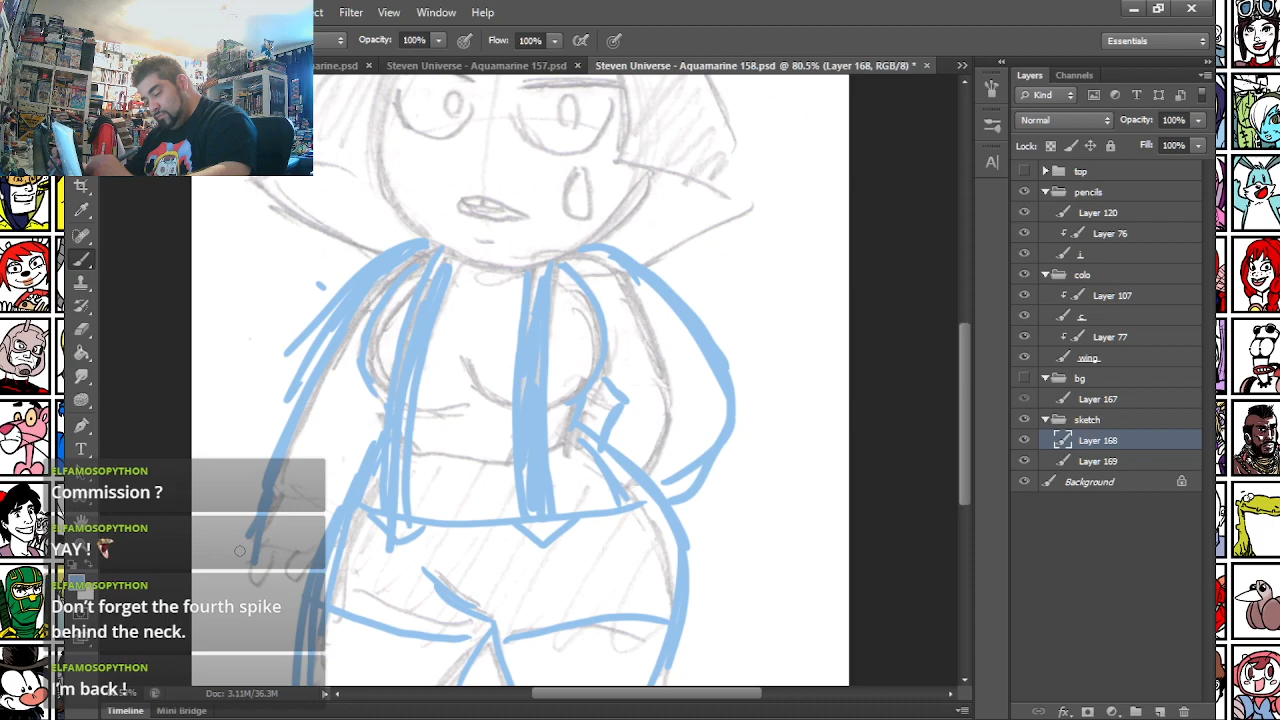 ct Filter View Window Help
Opacity: 100% Flow: 100% Essentials
arine.psd × Steven Universe - Aquamarine 157.psd × Steven Universe - Aquamarine 158.psd @ 80.5% (Layer 168, RGB/8) * ×
Layers Channels
Kind
Normal Opacity: 100%
Lock: Fill: 100%
top
pencils
Layer 120
Layer 76
i
colo
Layer 107
c
Layer 77
wing
bg
Layer 167
sketch
Layer 168
Layer 169
Background
ELFAMOSOPYTHON
Commission ?
ELFAMOSOPYTHON
YAY !
ELFAMOSOPYTHON
Don't forget the fourth spike
behind the neck.
ELFAMOSOPYTHON
I'm back !
Doc: 3.11M/36.3M
Timeline Mini Bridge